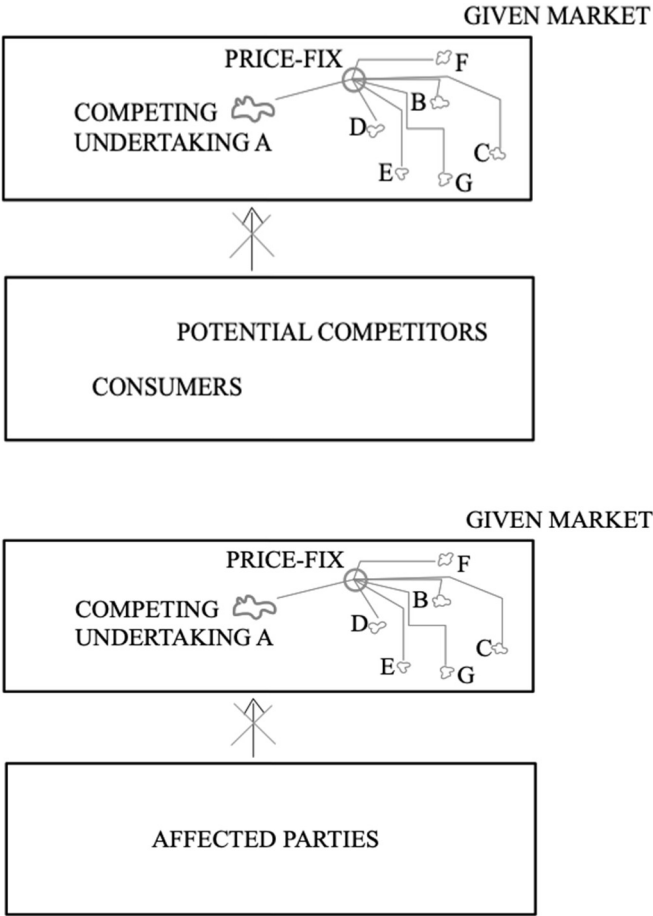 GIVEN MARKET
PRICE-FIX
F
COMPETING
UNDERTAKING A
B
D
C
E
G
POTENTIAL COMPETITORS
CONSUMERS
GIVEN MARKET
PRICE-FIX
F
COMPETING
UNDERTAKING A
B
D
C
E
G
AFFECTED PARTIES